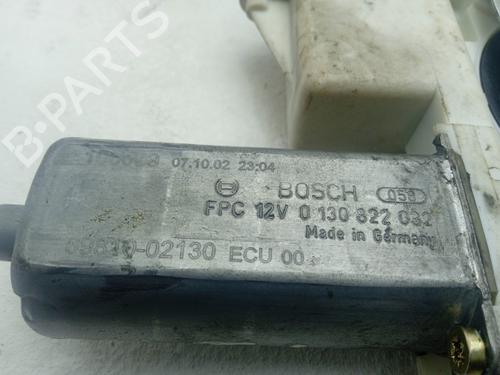 B-PARTS
07.10.02 23:04
BOSCH 058
FPC 12V 0 130 822 032
Made in Germany
-02130 ECU 00